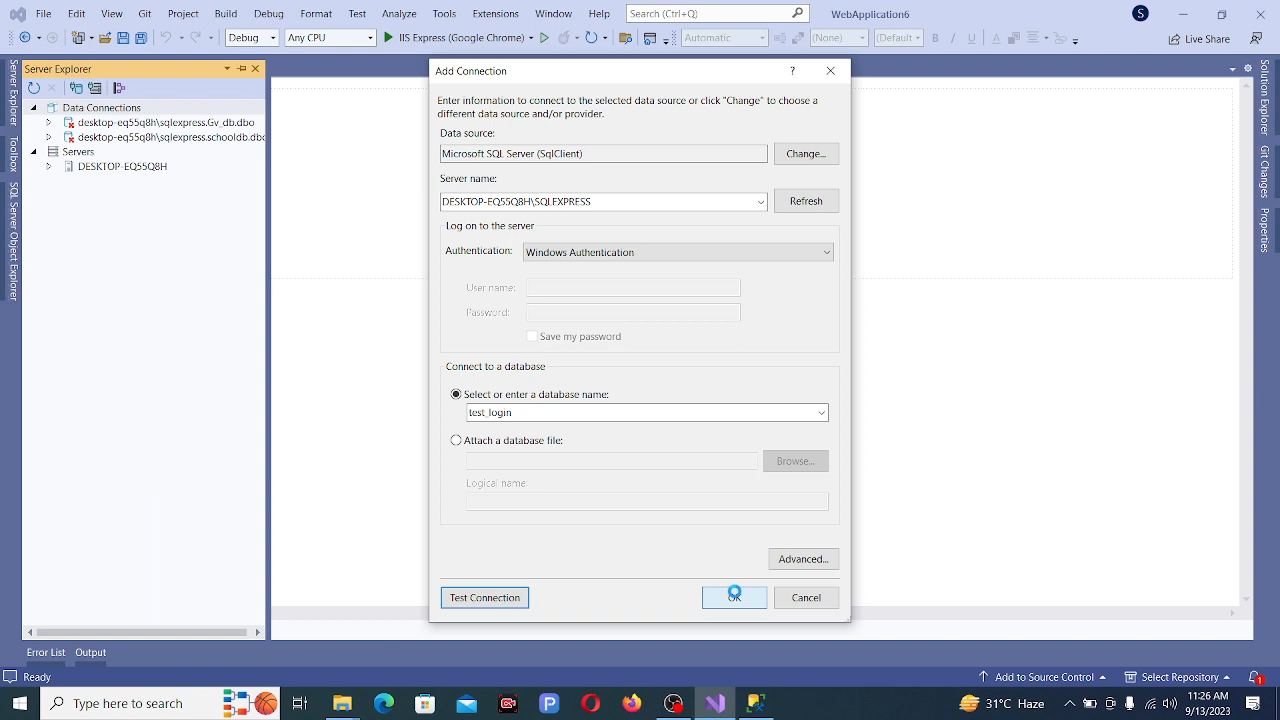 File Edit View Git Project Build Debug Format Test Analyze Tools Extensions Window Help Search (Ctrl+Q) WebApplication6 S
Debug Any CPU IIS Express (Google Chrome) Automatic (None) (Default) B I U A Live Share
Server Explorer
Data Connections
desktop-eq55q8h\sqlexpress.Gv_db.dbo
desktop-eq55q8h\sqlexpress.schooldb.dbo
Servers
DESKTOP-EQ55Q8H
Server Explorer
Toolbox
SQL Server Object Explorer
Add Connection ?
Enter information to connect to the selected data source or click "Change" to choose a
different data source and/or provider.
Data source:
Microsoft SQL Server (SqlClient) Change...
Server name:
DESKTOP-EQ55Q8H\SQLEXPRESS Refresh
Log on to the server
Authentication: Windows Authentication
User name:
Password:
Save my password
Connect to a database
Select or enter a database name:
test_login
Attach a database file:
Browse...
Logical name:
Advanced...
Test Connection OK Cancel
Solution Explorer
Git Changes
Properties
Error List Output
Ready Add to Source Control Select Repository 1
Type here to search 31°C Haze 11:26 AM
9/13/2023